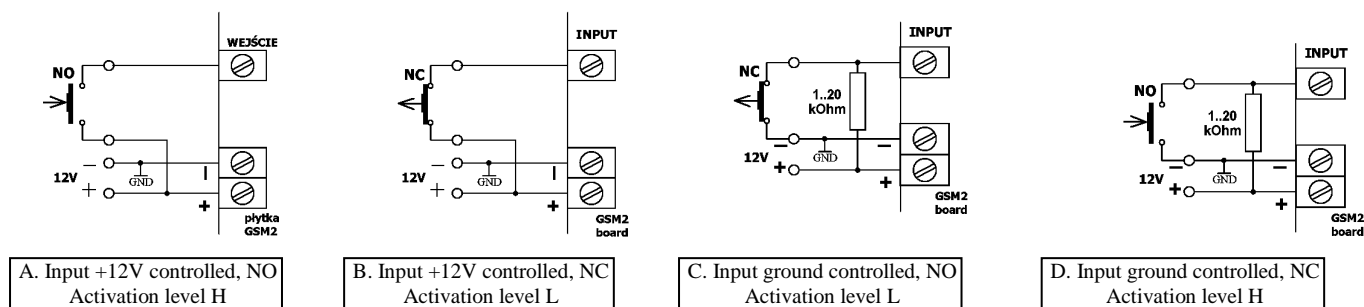 WEJŚCIE
NO
–
12V
GND
–
+
+
płytka
GSM2
A. Input +12V controlled, NO
Activation level H
INPUT
NC
–
12V
GND
–
+
+
GSM2
board
B. Input +12V controlled, NC
Activation level L
INPUT
NC
1..20
kOhm
–
12V
GND
–
+
+
GSM2
board
C. Input ground controlled, NO
Activation level L
INPUT
NO
1..20
kOhm
–
12V
GND
–
+
+
GSM2
board
D. Input ground controlled, NC
Activation level H